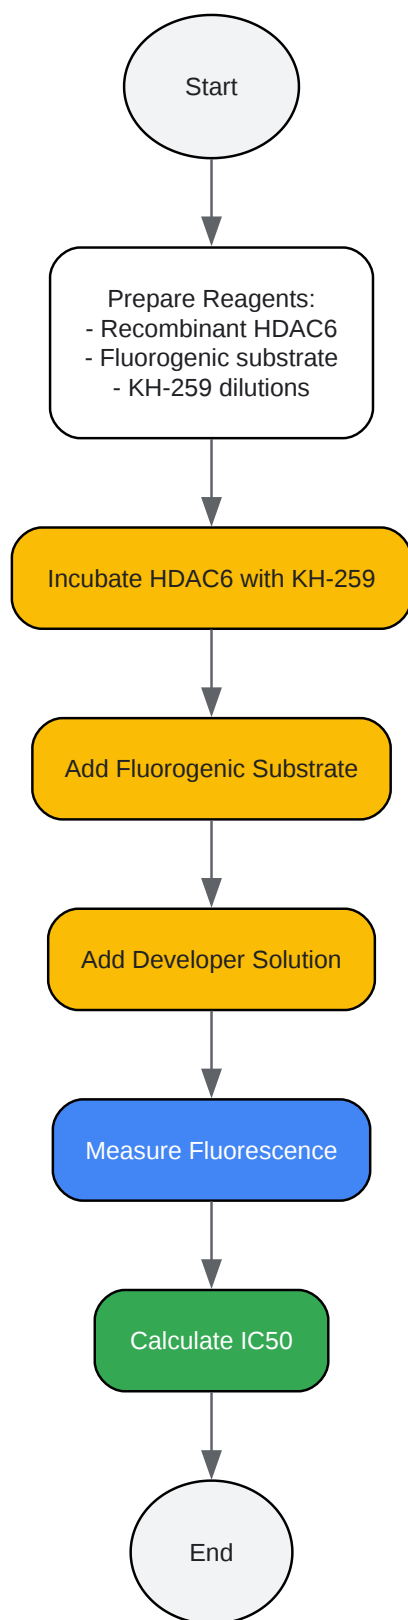 Start
Prepare Reagents:
- Recombinant HDAC6
- Fluorogenic substrate
- KH-259 dilutions
Incubate HDAC6 with KH-259
Add Fluorogenic Substrate
Add Developer Solution
Measure Fluorescence
Calculate IC50
End